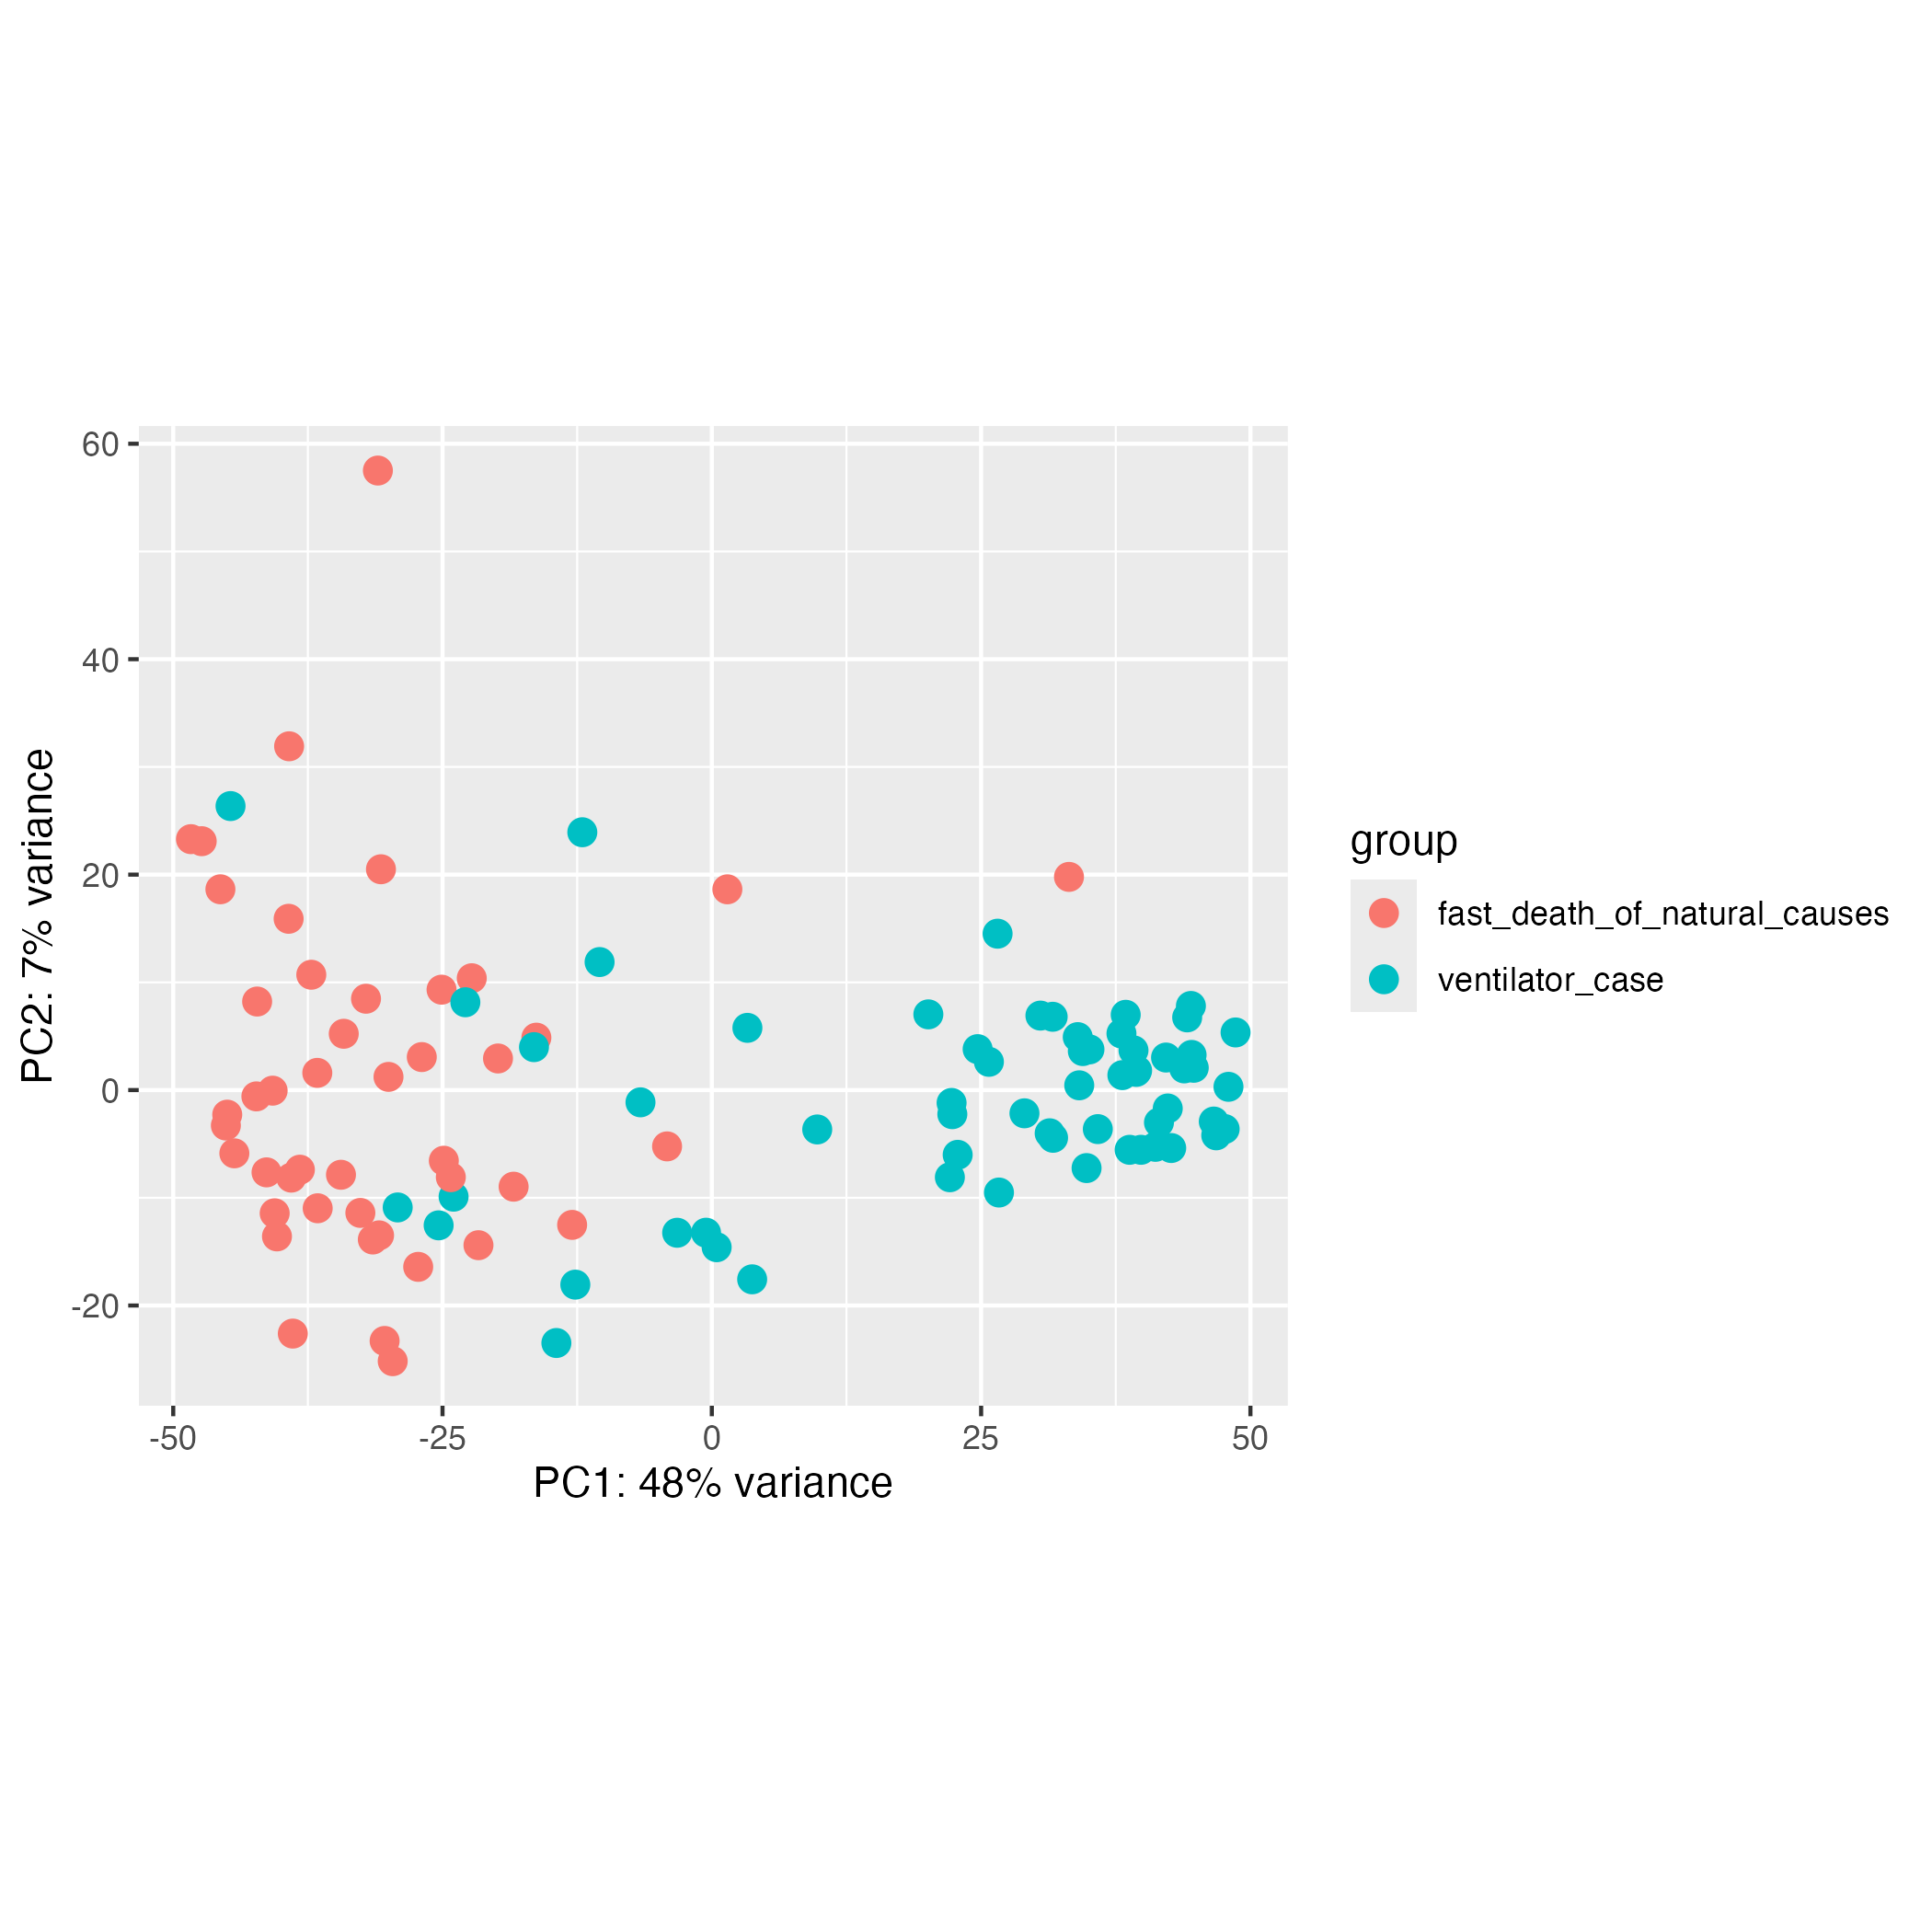 60
40
20
0
-20
-50
-25
0
25
50
PC1: 48% variance
PC2: 7% variance
group
fast_death_of_natural_causes
ventilator_case